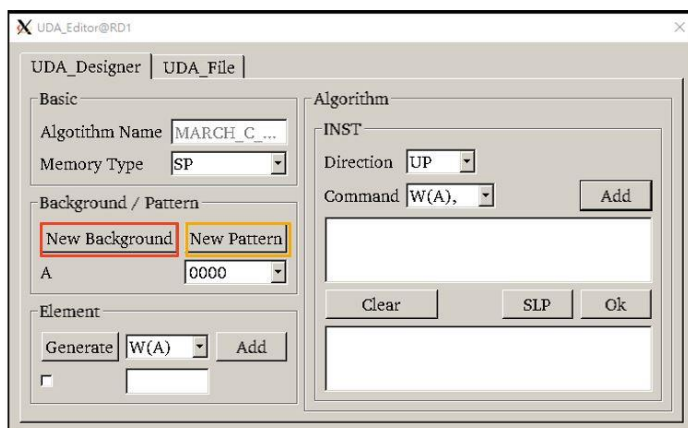 UDA_Editor@RD1
UDA_Designer UDA_File
Basic
Algotithm Name MARCH_C_...
Memory Type SP
Background / Pattern
New Background New Pattern
A 0000
Element
Generate W(A) Add
Algorithm
INST
Direction UP
Command W(A), Add
Clear SLP Ok